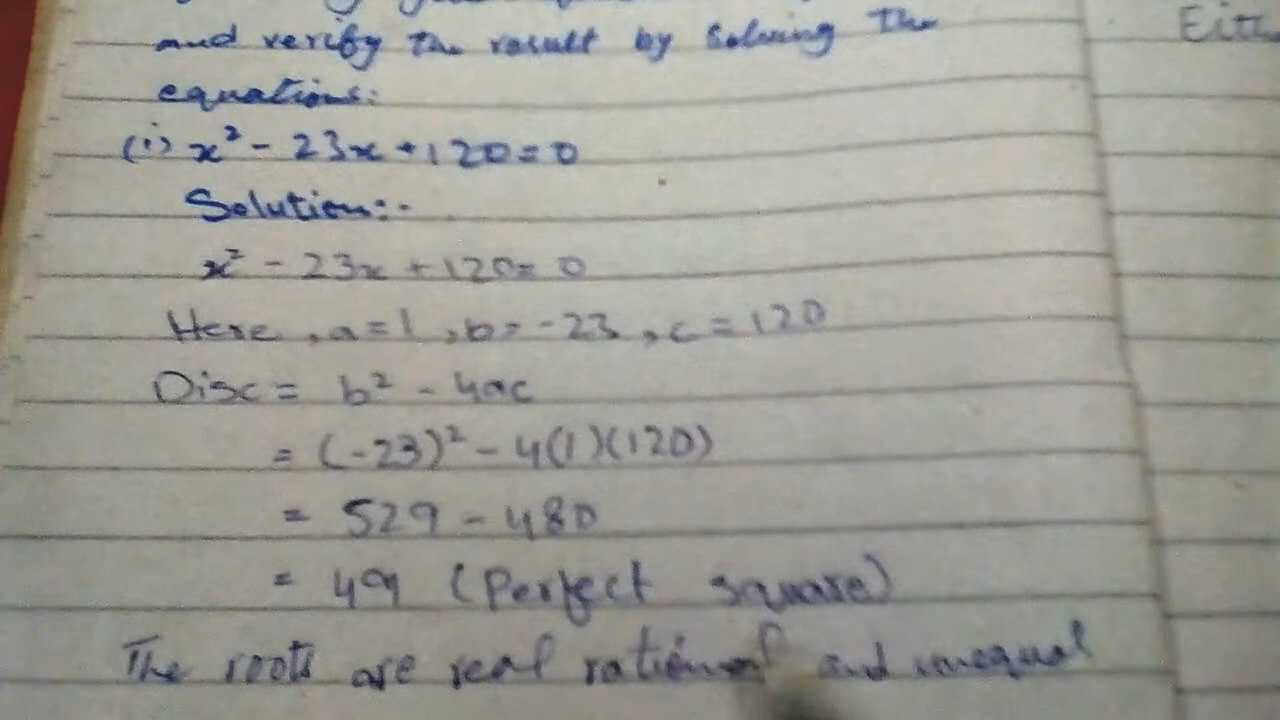 and verify the result by Solving the
equations:
(i) x² - 23x + 120 = 0
Solution:-
x² - 23x + 120 = 0
Here, a = 1, b = -23, c = 120
Disc = b² - 4ac
= (-23)² - 4(1)(120)
= 529 - 480
= 49 (Perfect square)
The roots are real rational and unequal